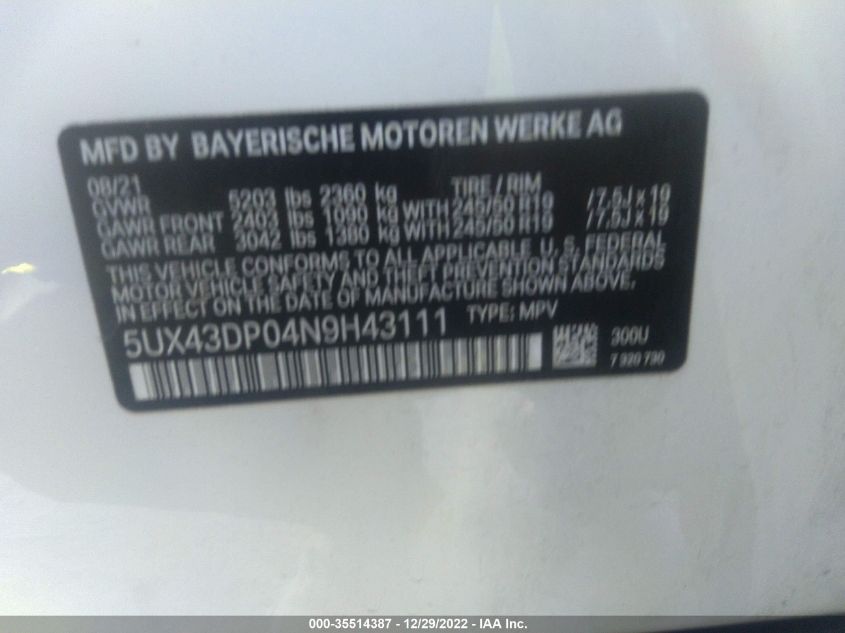 MFD BY BAYERISCHE MOTOREN WERKE AG
08/21 TIRE / RIM
GVWR 5203 lbs 2360 kg
GAWR FRONT 2403 lbs 1090 kg WITH 245/50 R19 /7.5J x 19
GAWR REAR 3042 lbs 1380 kg WITH 245/50 R19 /7.5J x 19
THIS VEHICLE CONFORMS TO ALL APPLICABLE U. S. FEDERAL
MOTOR VEHICLE SAFETY AND THEFT PREVENTION STANDARDS
IN EFFECT ON THE DATE OF MANUFACTURE SHOWN ABOVE.
5UX43DP04N9H43111 TYPE: MPV
300U
7 320 730
000-35514387 - 12/29/2022 - IAA Inc.